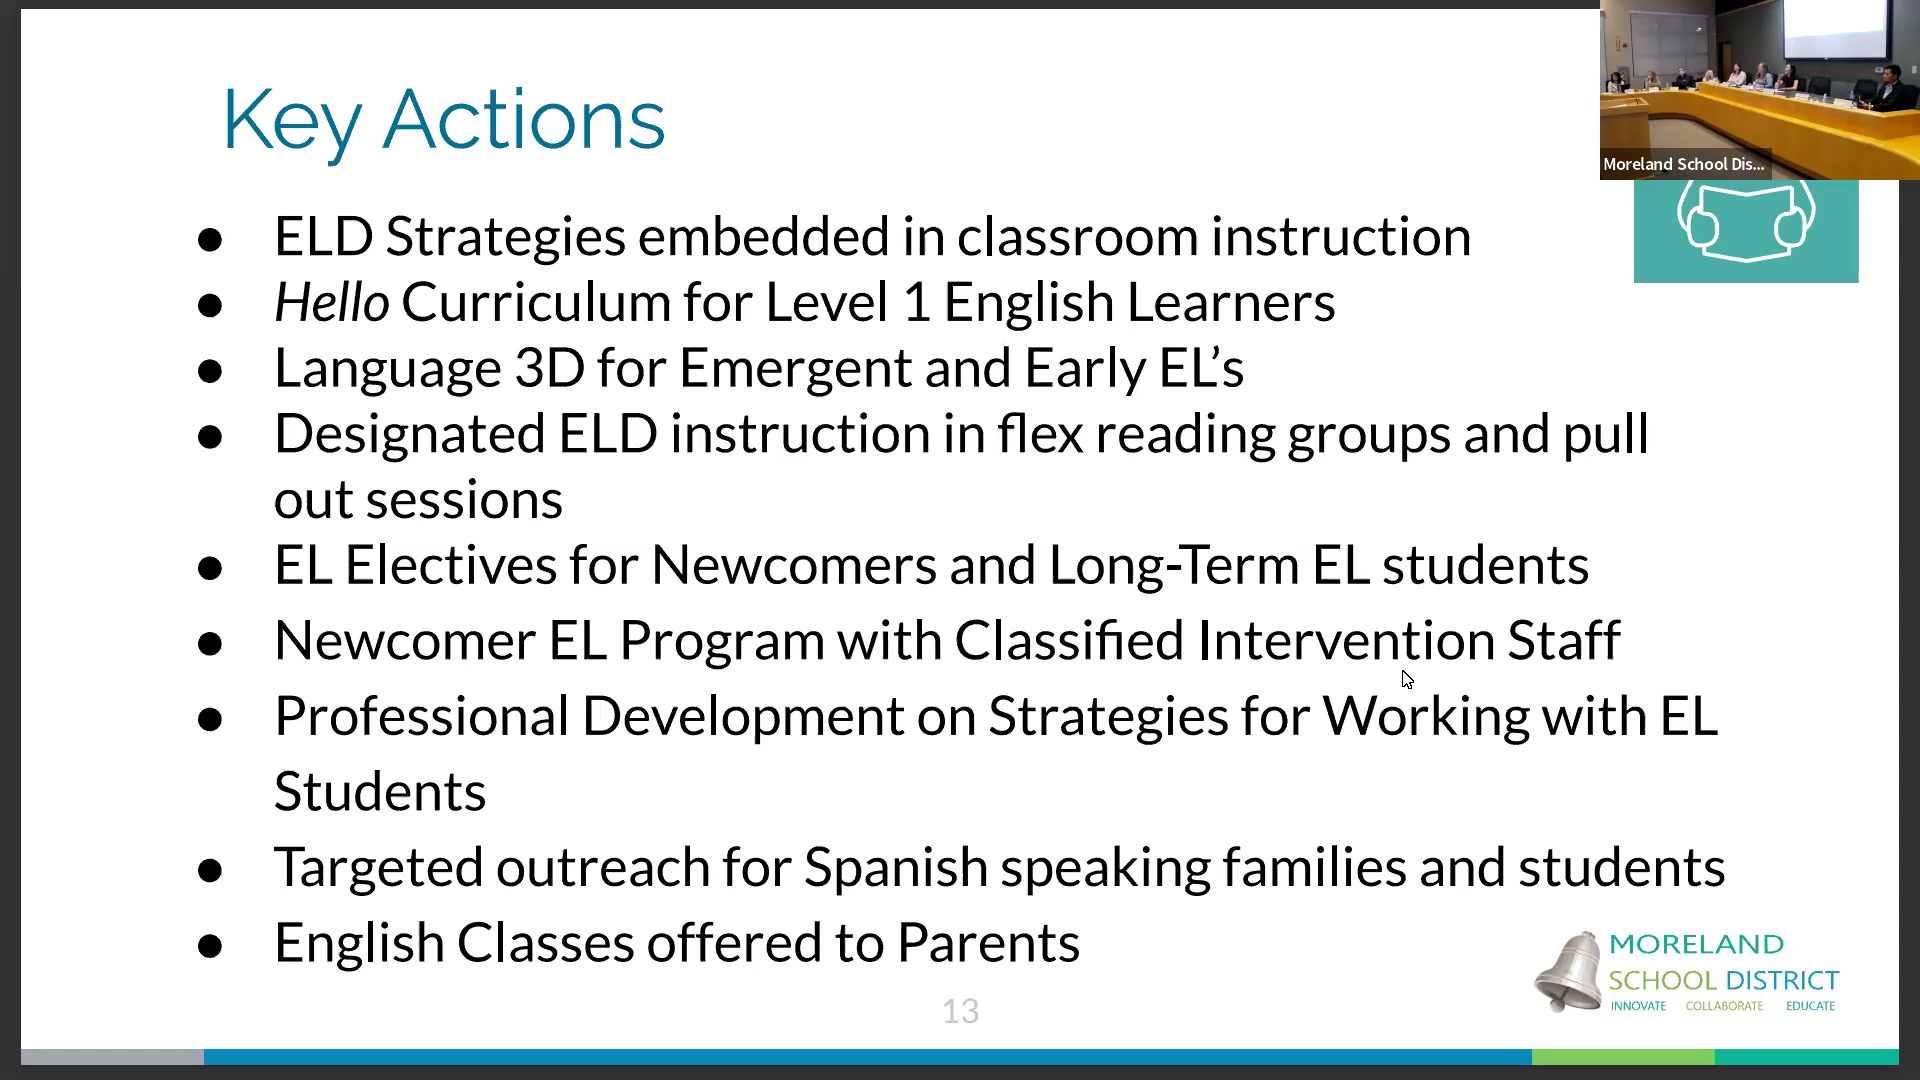 Key Actions
Moreland School Dis...
● ELD Strategies embedded in classroom instruction
● Hello Curriculum for Level 1 English Learners
● Language 3D for Emergent and Early EL’s
● Designated ELD instruction in flex reading groups and pull
out sessions
● EL Electives for Newcomers and Long-Term EL students
● Newcomer EL Program with Classified Intervention Staff
● Professional Development on Strategies for Working with EL
Students
● Targeted outreach for Spanish speaking families and students
● English Classes offered to Parents
MORELAND
SCHOOL DISTRICT
INNOVATE COLLABORATE EDUCATE
13